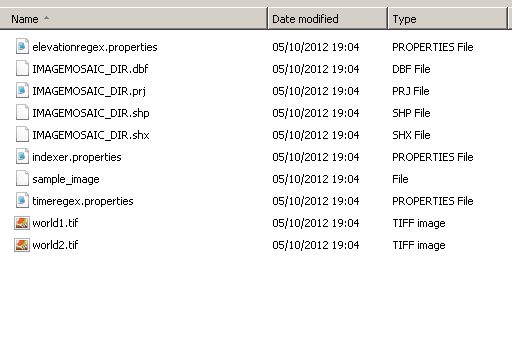 Name Date modified Type
elevationregex.properties 05/10/2012 19:04 PROPERTIES File
IMAGEMOSAIC_DIR.dbf 05/10/2012 19:04 DBF File
IMAGEMOSAIC_DIR.prj 05/10/2012 19:04 PRJ File
IMAGEMOSAIC_DIR.shp 05/10/2012 19:04 SHP File
IMAGEMOSAIC_DIR.shx 05/10/2012 19:04 SHX File
indexer.properties 05/10/2012 19:04 PROPERTIES File
sample_image 05/10/2012 19:04 File
timeregex.properties 05/10/2012 19:04 PROPERTIES File
world1.tif 05/10/2012 19:04 TIFF image
world2.tif 05/10/2012 19:04 TIFF image